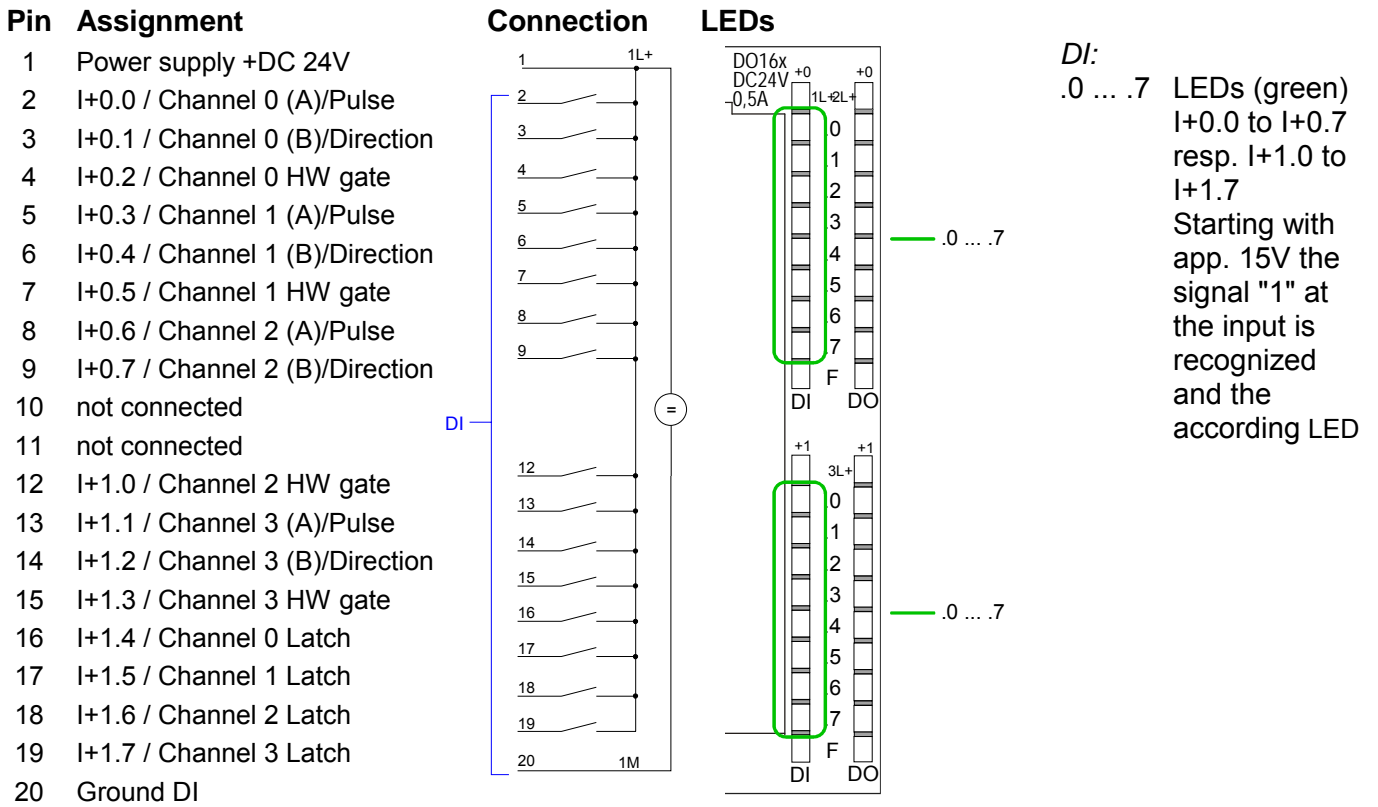 Pin Assignment Connection LEDs
1 Power supply +DC 24V
2 I+0.0 / Channel 0 (A)/Pulse
3 I+0.1 / Channel 0 (B)/Direction
4 I+0.2 / Channel 0 HW gate
5 I+0.3 / Channel 1 (A)/Pulse
6 I+0.4 / Channel 1 (B)/Direction
7 I+0.5 / Channel 1 HW gate
8 I+0.6 / Channel 2 (A)/Pulse
9 I+0.7 / Channel 2 (B)/Direction
10 not connected
11 not connected
12 I+1.0 / Channel 2 HW gate
13 I+1.1 / Channel 3 (A)/Pulse
14 I+1.2 / Channel 3 (B)/Direction
15 I+1.3 / Channel 3 HW gate
16 I+1.4 / Channel 0 Latch
17 I+1.5 / Channel 1 Latch
18 I+1.6 / Channel 2 Latch
19 I+1.7 / Channel 3 Latch
20 Ground DI
1 1L+
2
3
4
5
6
7
8
9
DI =
12
13
14
15
16
17
18
19
20 1M
DO16x
DC24V +0 +0
0,5A 1L+ 2L+
.0
.1
.2
.3
.4 .0 ... .7
.5
.6
.7
F
DI DO
+1 +1
3L+
.0
.1
.2
.3
.4 .0 ... .7
.5
.6
.7
F
DI DO
DI:
.0 ... .7 LEDs (green)
I+0.0 to I+0.7
resp. I+1.0 to
I+1.7
Starting with
app. 15V the
signal "1" at
the input is
recognized
and the
according LED